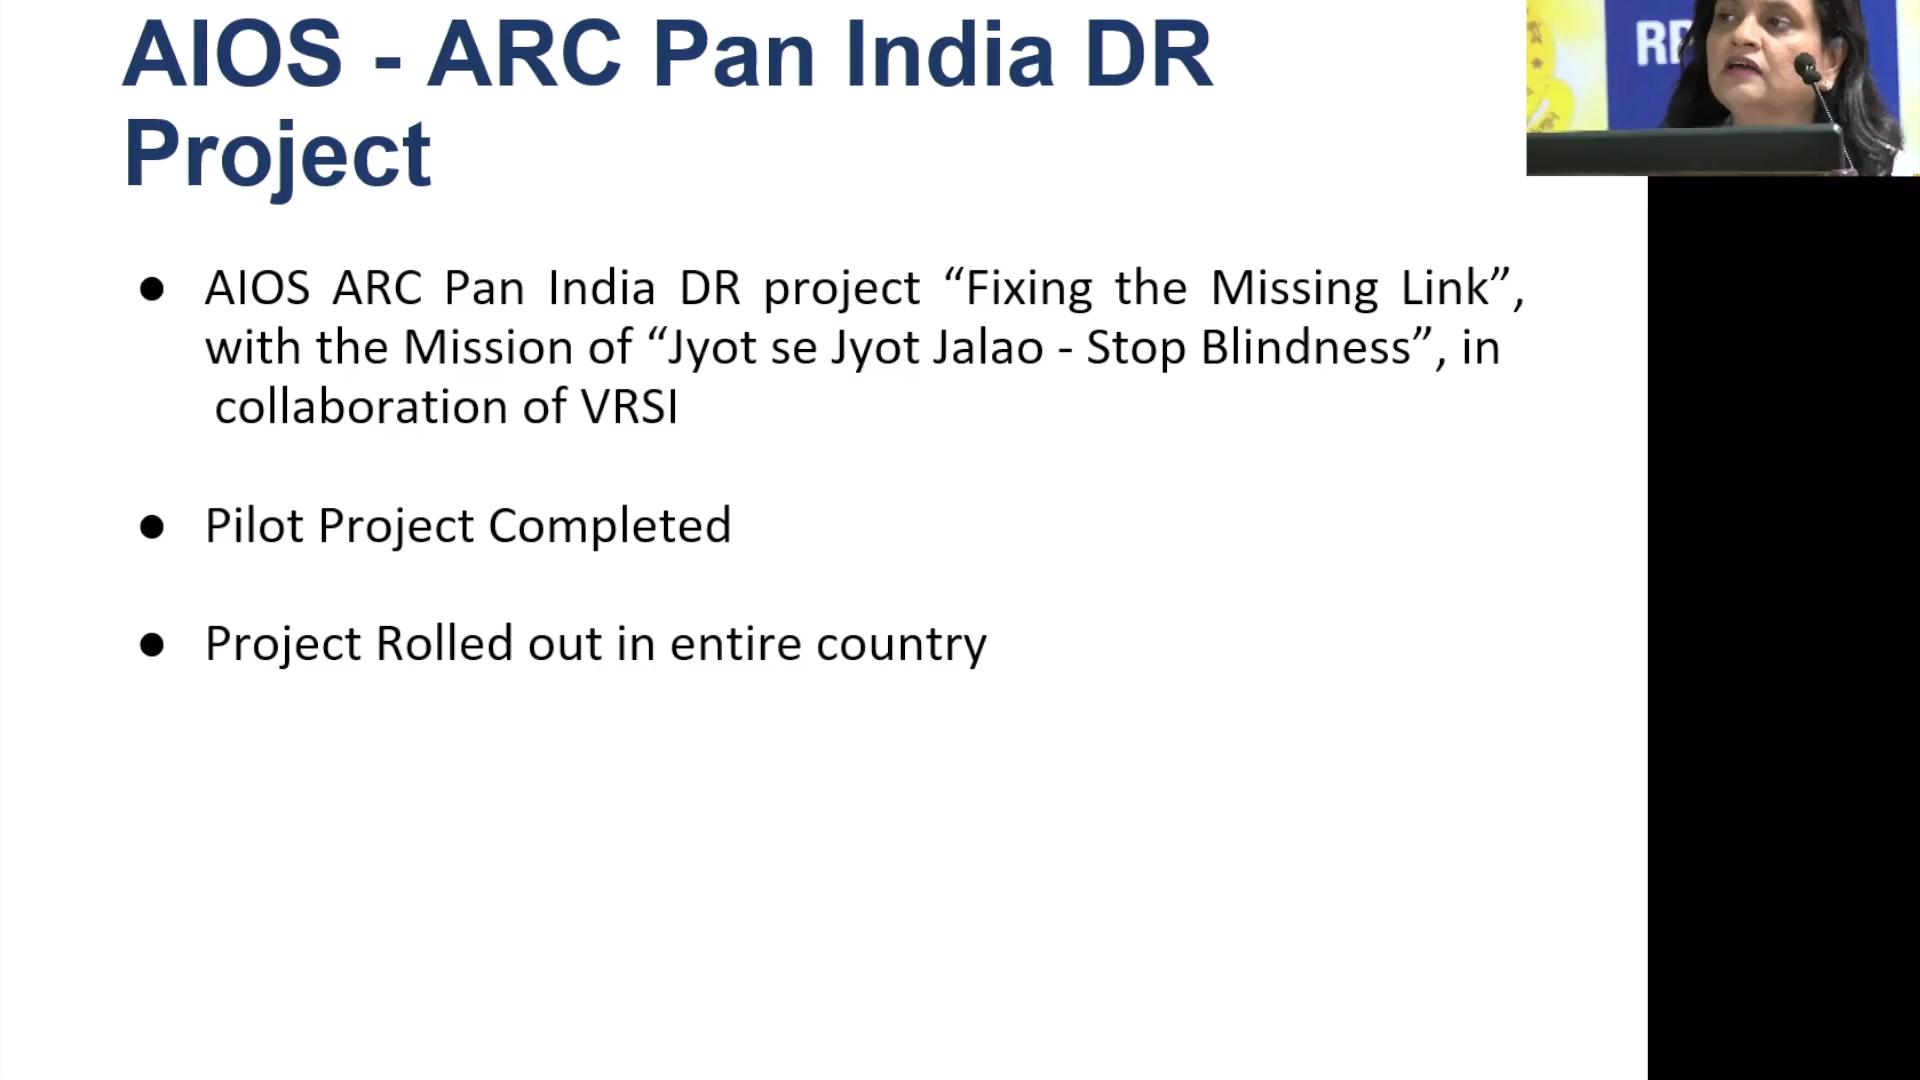 AIOS - ARC Pan India DR
Project
● AIOS ARC Pan India DR project “Fixing the Missing Link”,
with the Mission of “Jyot se Jyot Jalao - Stop Blindness”, in
collaboration of VRSI
● Pilot Project Completed
● Project Rolled out in entire country